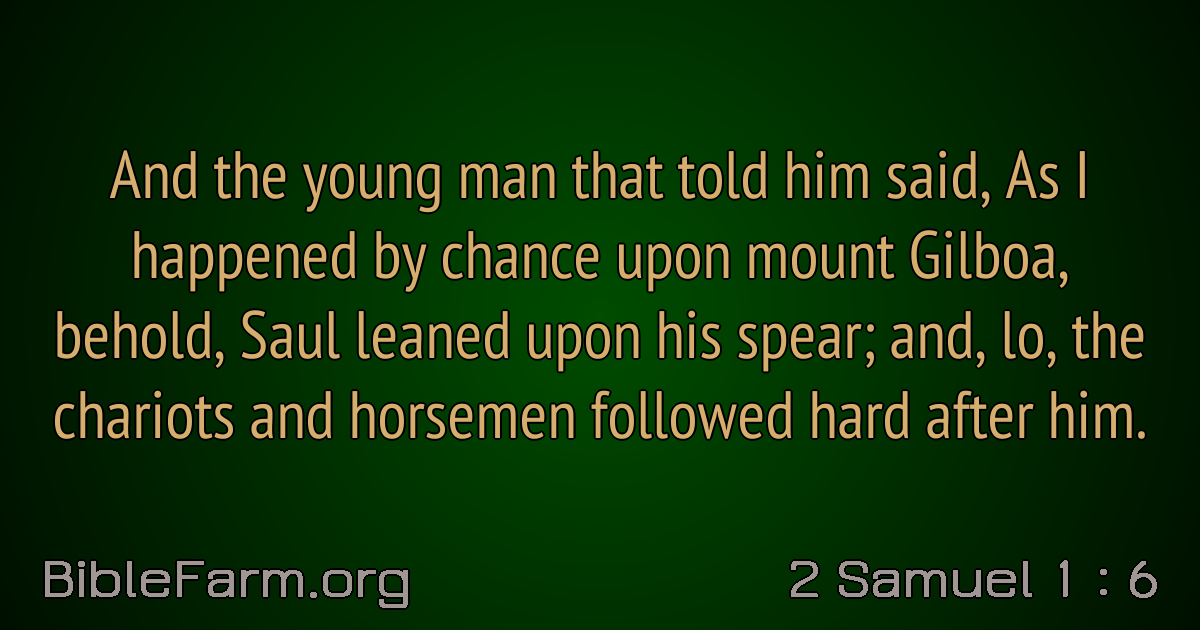 And the young man that told him said, As I
happened by chance upon mount Gilboa,
behold, Saul leaned upon his spear; and, lo, the
chariots and horsemen followed hard after him.
BibleFarm.org
2 Samuel 1 : 6